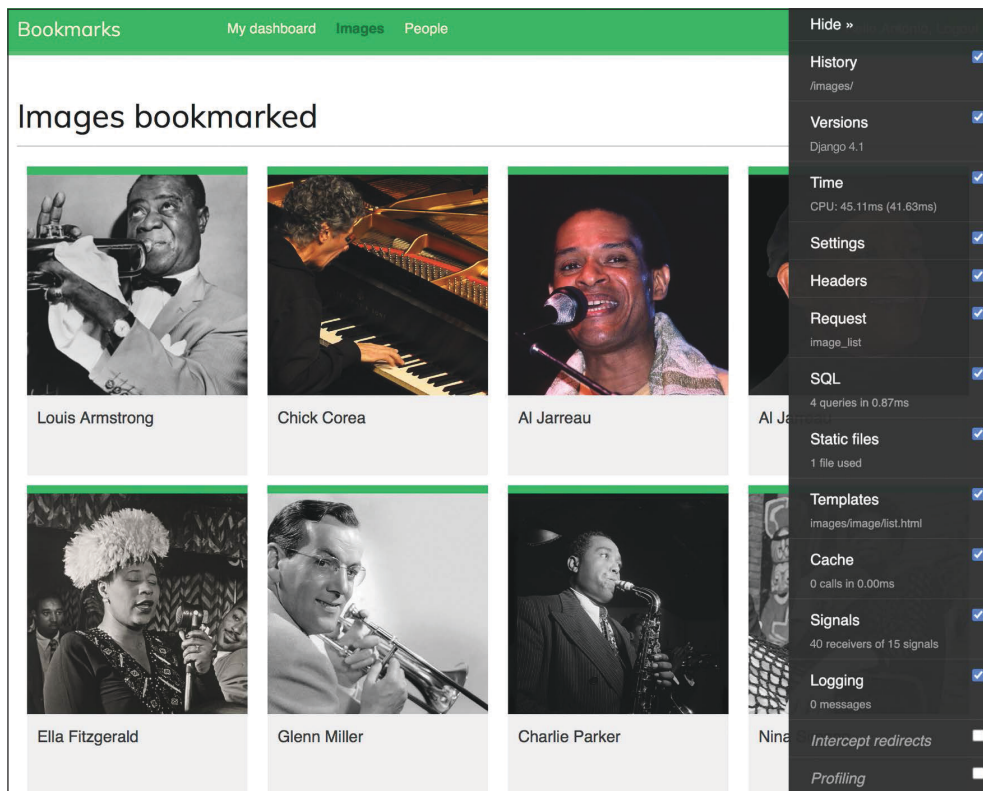 Bookmarks
My dashboard Images People
Images bookmarked
Louis Armstrong
Chick Corea
Al Jarreau
Al
Ella Fitzgerald
Glenn Miller
Charlie Parker
Nina
Hide »
History
/images/
Versions
Django 4.1
Time
CPU: 45.11ms (41.63ms)
Settings
Headers
Request
image_list
SQL
4 queries in 0.87ms
Static files
1 file used
Templates
images/image/list.html
Cache
0 calls in 0.00ms
Signals
40 receivers of 15 signals
Logging
0 messages
Intercept redirects
Profiling